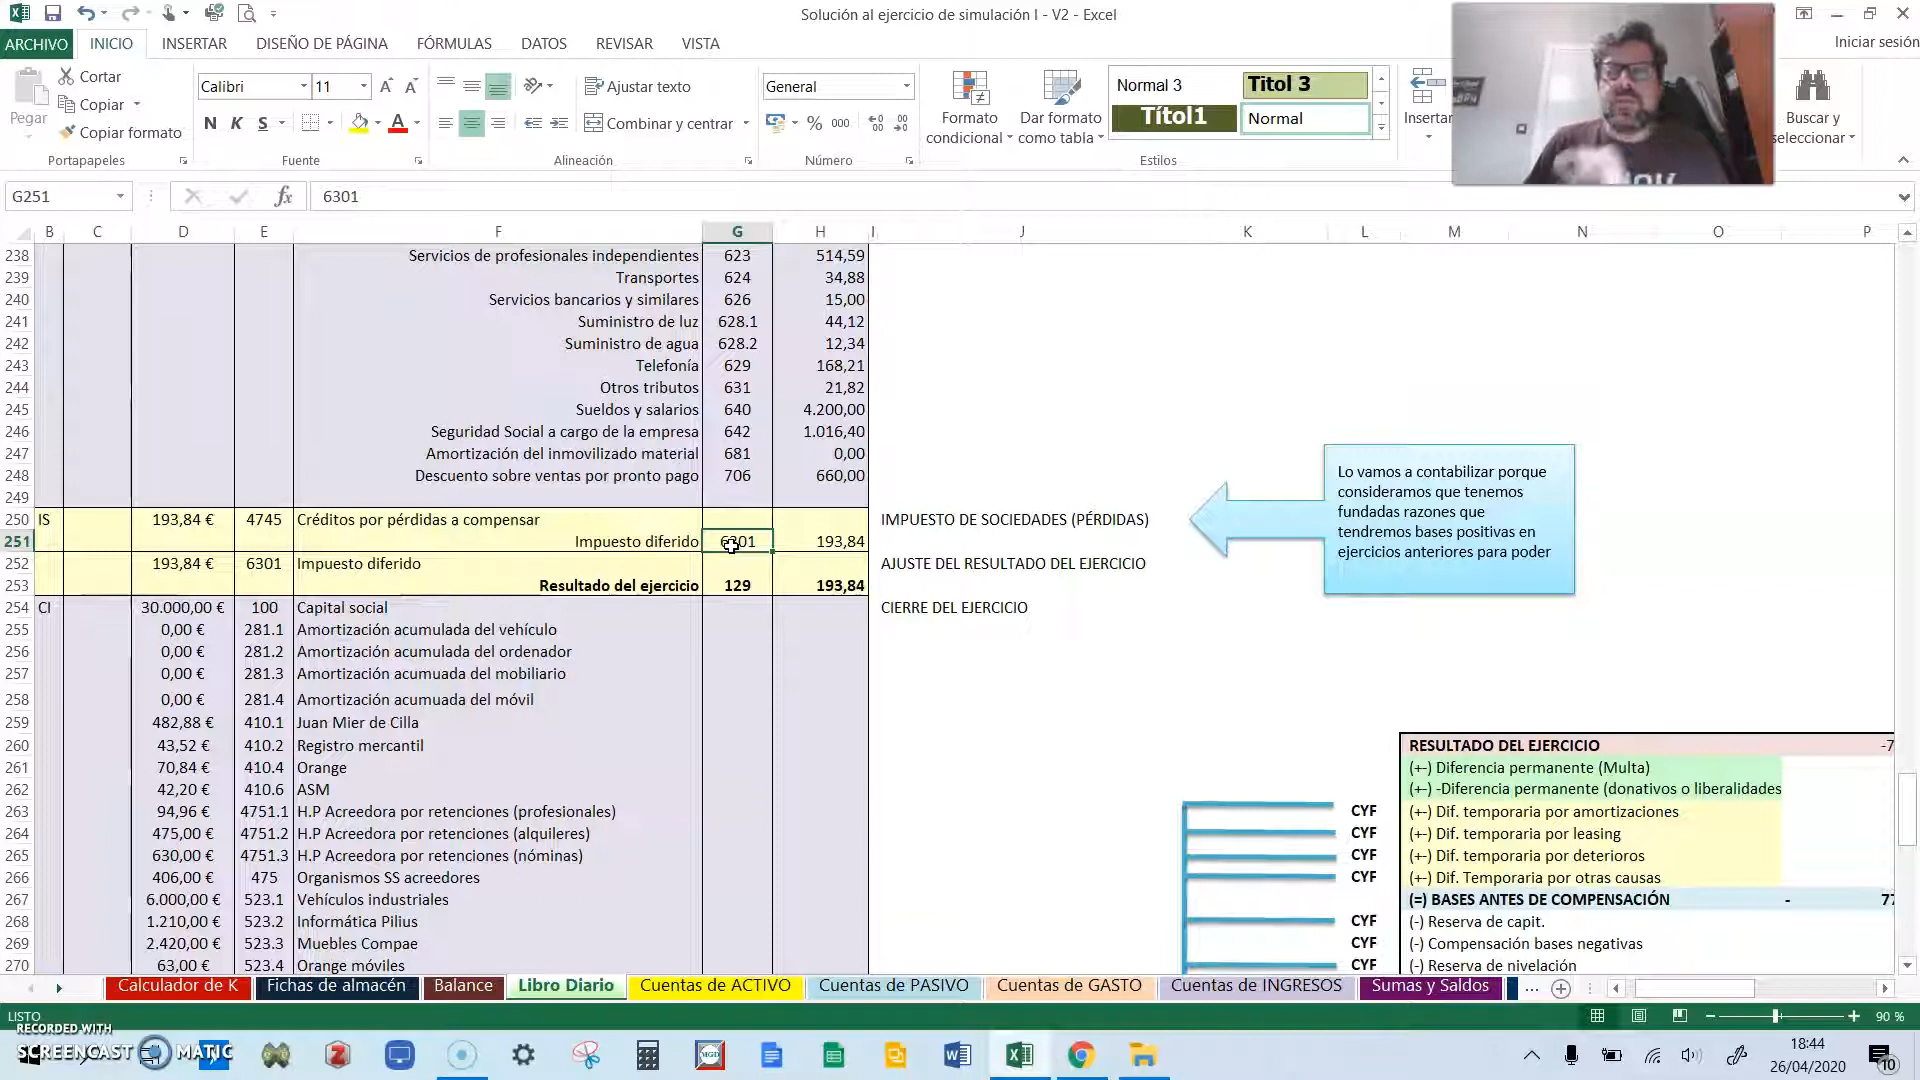 Solución al ejercicio de simulación I - V2 - Excel
ARCHIVO INICIO INSERTAR DISEÑO DE PÁGINA FÓRMULAS DATOS REVISAR VISTA Iniciar sesión
Pegar
Cortar
Copiar
Copiar formato
Portapapeles
Calibri 11
N K S
Fuente
Ajustar texto
Combinar y centrar
Alineación
General
% 000
Número
Formato condicional
Dar formato como tabla
Normal 3 Titol 3
Títol1 Normal
Estilos
Insertar
Buscar y seleccionar
G251 fx 6301
B C D E F G H I J K L M N O P
238 Servicios de profesionales independientes 623 514,59
239 Transportes 624 34,88
240 Servicios bancarios y similares 626 15,00
241 Suministro de luz 628.1 44,12
242 Suministro de agua 628.2 12,34
243 Telefonía 629 168,21
244 Otros tributos 631 21,82
245 Sueldos y salarios 640 4.200,00
246 Seguridad Social a cargo de la empresa 642 1.016,40
247 Amortización del inmovilizado material 681 0,00
248 Descuento sobre ventas por pronto pago 706 660,00
249
250 IS 193,84 € 4745 Créditos por pérdidas a compensar IMPUESTO DE SOCIEDADES (PÉRDIDAS)
251 Impuesto diferido 6301 193,84
252 193,84 € 6301 Impuesto diferido AJUSTE DEL RESULTADO DEL EJERCICIO
253 Resultado del ejercicio 129 193,84
254 CI 30.000,00 € 100 Capital social CIERRE DEL EJERCICIO
255 0,00 € 281.1 Amortización acumulada del vehículo
256 0,00 € 281.2 Amortización acumulada del ordenador
257 0,00 € 281.3 Amortización acumuada del mobiliario
258 0,00 € 281.4 Amortización acumuada del móvil
259 482,88 € 410.1 Juan Mier de Cilla
260 43,52 € 410.2 Registro mercantil
261 70,84 € 410.4 Orange
262 42,20 € 410.6 ASM
263 94,96 € 4751.1 H.P Acreedora por retenciones (profesionales)
264 475,00 € 4751.2 H.P Acreedora por retenciones (alquileres)
265 630,00 € 4751.3 H.P Acreedora por retenciones (nóminas)
266 406,00 € 475 Organismos SS acreedores
267 6.000,00 € 523.1 Vehículos industriales
268 1.210,00 € 523.2 Informática Pilius
269 2.420,00 € 523.3 Muebles Compae
270 63,00 € 523.4 Orange móviles
Lo vamos a contabilizar porque
consideramos que tenemos
fundadas razones que
tendremos bases positivas en
ejercicios anteriores para poder
RESULTADO DEL EJERCICIO -7
(+-) Diferencia permanente (Multa)
(+-) -Diferencia permanente (donativos o liberalidades
CYF (+-) Dif. temporaria por amortizaciones
CYF (+-) Dif. temporaria por leasing
CYF (+-) Dif. temporaria por deterioros
CYF (+-) Dif. Temporaria por otras causas
(=) BASES ANTES DE COMPENSACIÓN - 77
CYF (-) Reserva de capit.
CYF (-) Compensación bases negativas
CYF (-) Reserva de nivelación
Calculador de K Fichas de almacén Balance Libro Diario Cuentas de ACTIVO Cuentas de PASIVO Cuentas de GASTO Cuentas de INGRESOS Sumas y Saldos ...
LISTO 90 %
RECORDED WITH
SCREENCAST MATIC
18:44
26/04/2020
10